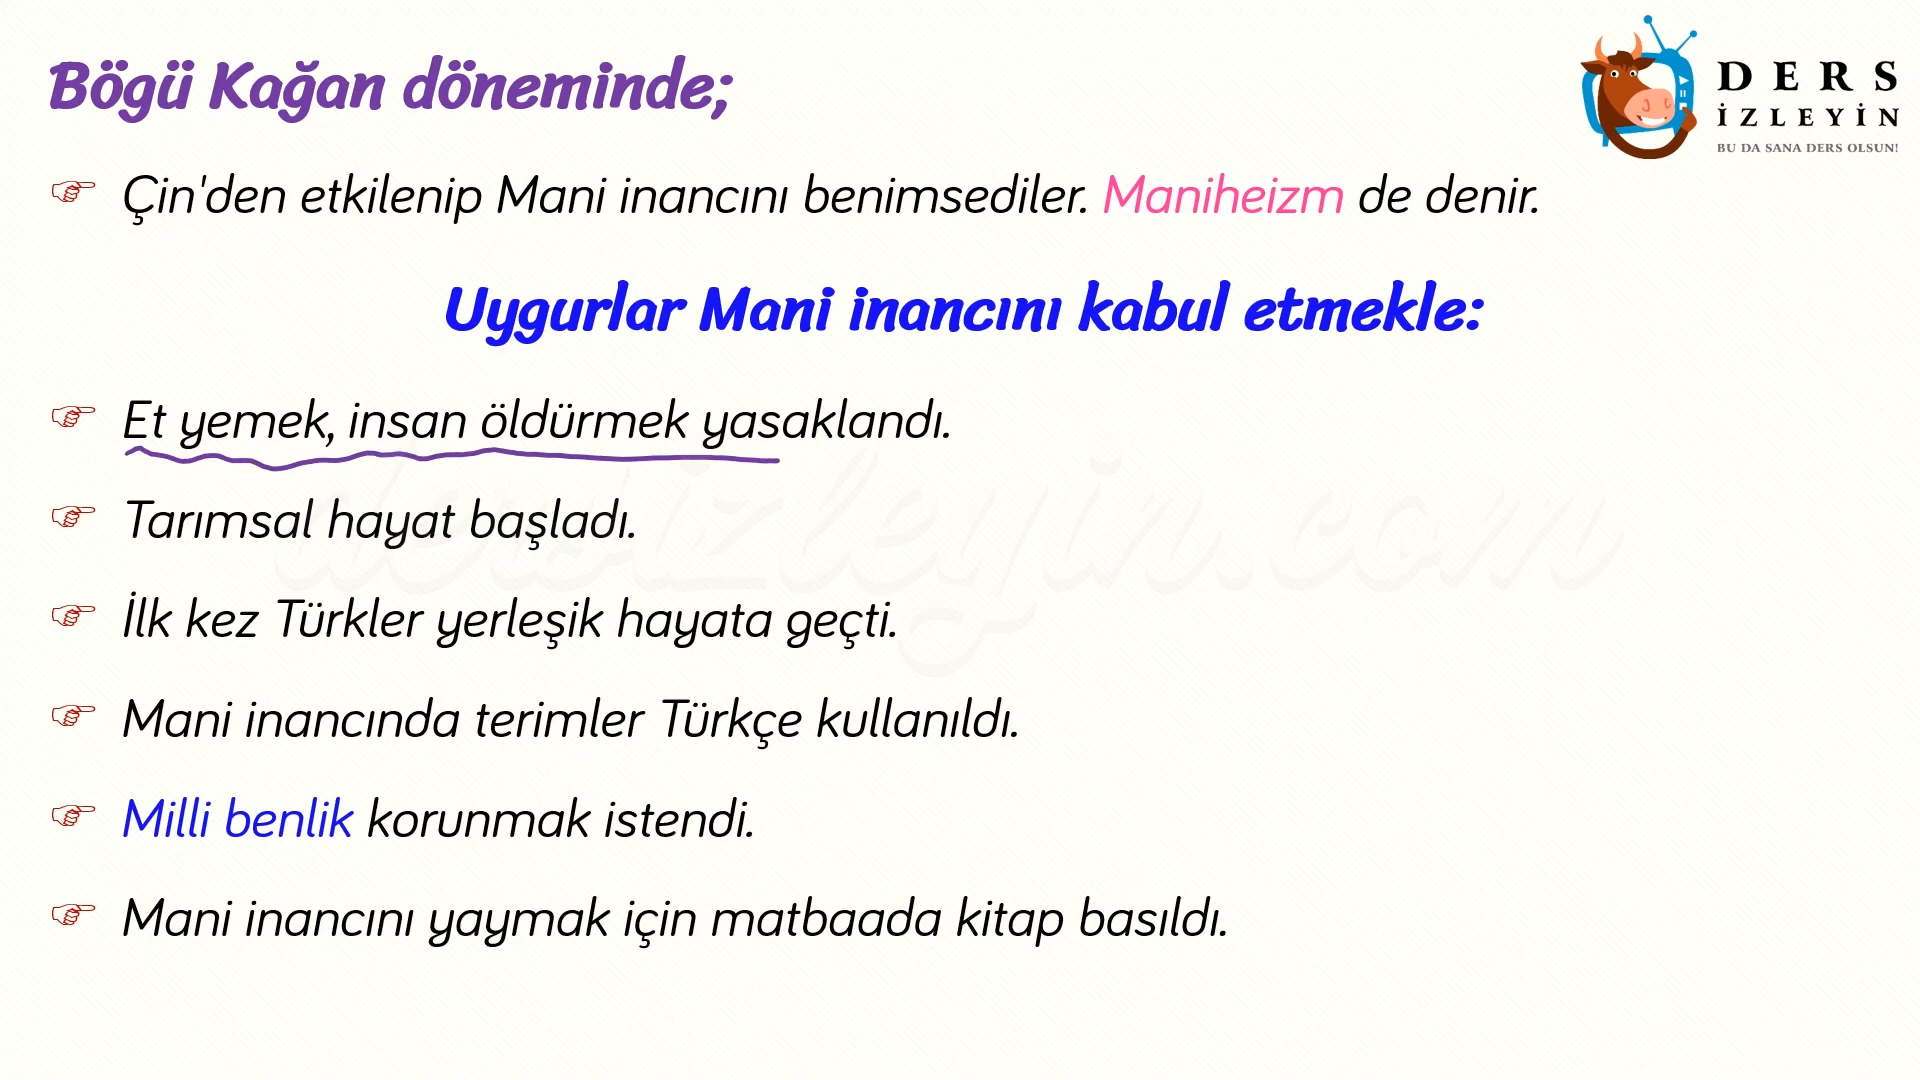 Bögü Kağan döneminde;
DERS
İZLEYİN
BU DA SANA DERS OLSUN!
Çin'den etkilenip Mani inancını benimsediler. Maniheizm de denir.
Uygurlar Mani inancını kabul etmekle:
Et yemek, insan öldürmek yasaklandı.
Tarımsal hayat başladı.
dersizleyin.com
İlk kez Türkler yerleşik hayata geçti.
Mani inancında terimler Türkçe kullanıldı.
Milli benlik korunmak istendi.
Mani inancını yaymak için matbaada kitap basıldı.